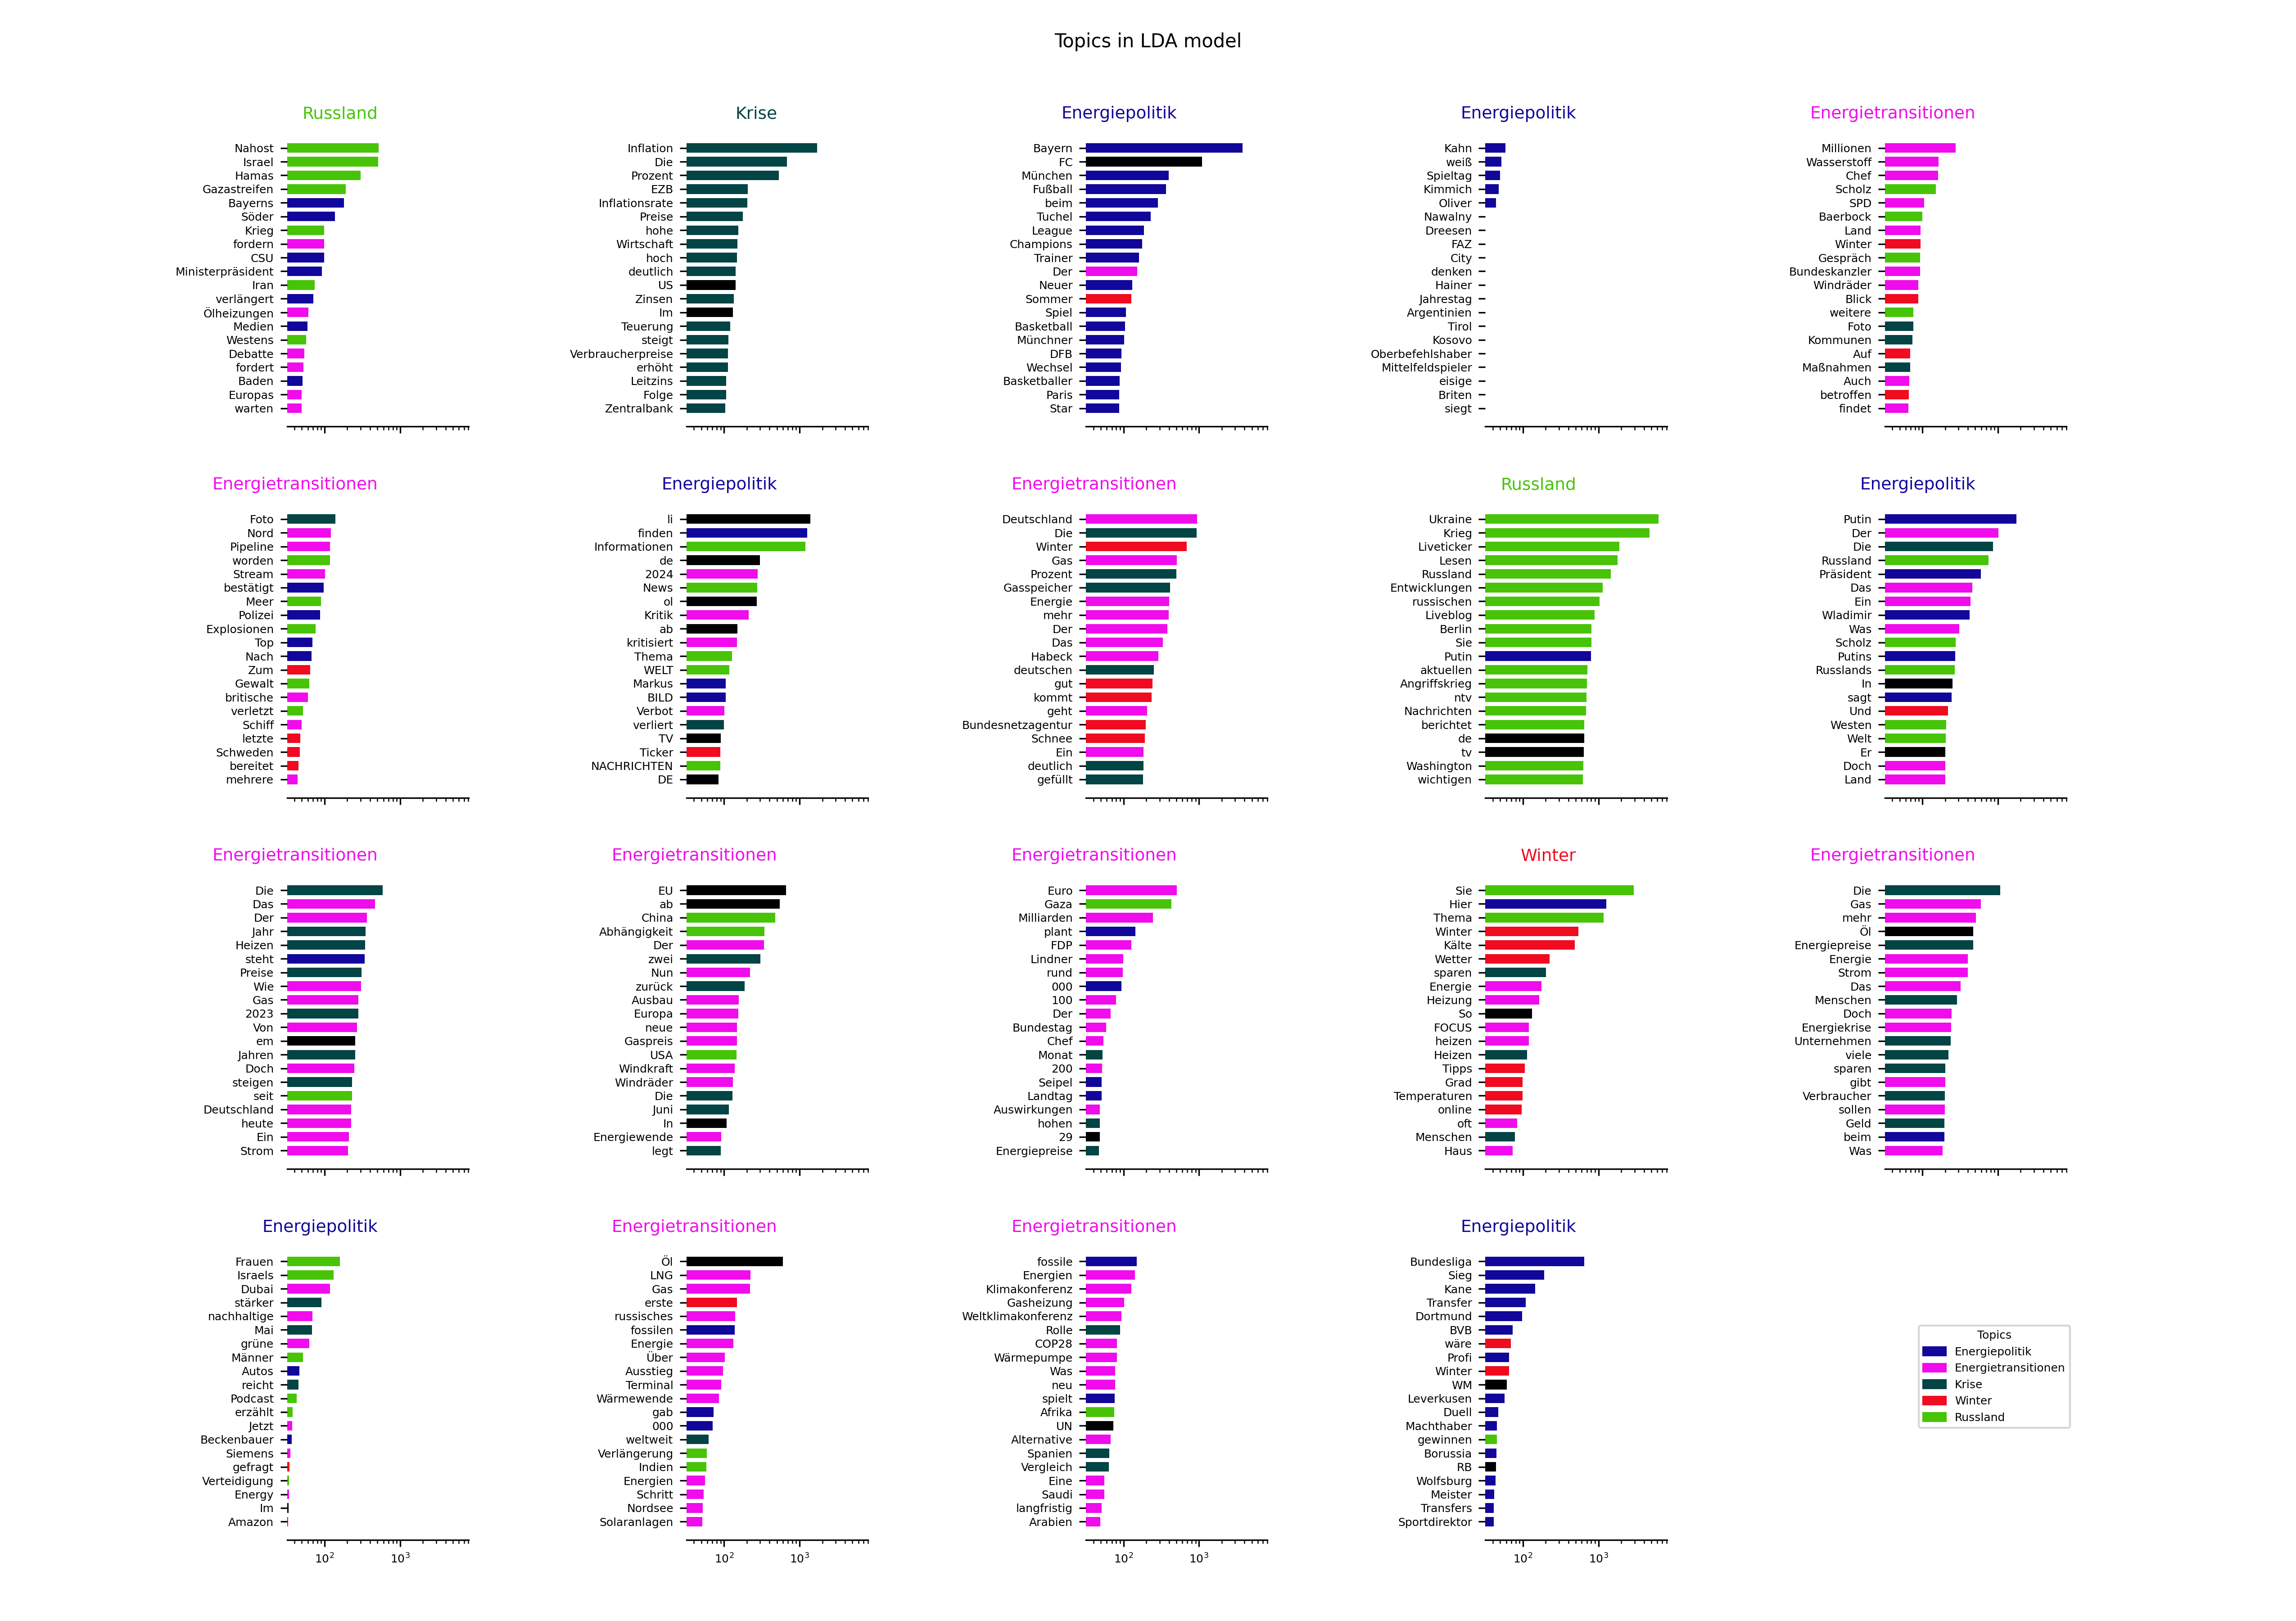 Topics in LDA model
Russland
Nahost
Israel
Hamas
Gazastreifen
Bayerns
Söder
Krieg
fordern
CSU
Ministerpräsident
Iran
verlängert
Ölheizungen
Medien
Westens
Debatte
fordert
Baden
Europas
warten
Krise
Inflation
Die
Prozent
EZB
Inflationsrate
Preise
hohe
Wirtschaft
hoch
deutlich
US
Zinsen
Im
Teuerung
steigt
Verbraucherpreise
erhöht
Leitzins
Folge
Zentralbank
Energiepolitik
Bayern
FC
München
Fußball
beim
Tuchel
League
Champions
Trainer
Der
Neuer
Sommer
Spiel
Basketball
Münchner
DFB
Wechsel
Basketballer
Paris
Star
Energiepolitik
Kahn
weiß
Spieltag
Kimmich
Oliver
Nawalny
Dreesen
FAZ
City
denken
Hainer
Jahrestag
Argentinien
Tirol
Kosovo
Oberbefehlshaber
Mittelfeldspieler
eisige
Briten
siegt
Energietransitionen
Millionen
Wasserstoff
Chef
Scholz
SPD
Baerbock
Land
Winter
Gespräch
Bundeskanzler
Windräder
Blick
weitere
Foto
Kommunen
Auf
Maßnahmen
Auch
betroffen
findet
Energietransitionen
Foto
Nord
Pipeline
worden
Stream
bestätigt
Meer
Polizei
Explosionen
Top
Nach
Zum
Gewalt
britische
verletzt
Schiff
letzte
Schweden
bereitet
mehrere
Energiepolitik
li
finden
Informationen
de
2024
News
ol
Kritik
ab
kritisiert
Thema
WELT
Markus
BILD
Verbot
verliert
TV
Ticker
NACHRICHTEN
DE
Energietransitionen
Deutschland
Die
Winter
Gas
Prozent
Gasspeicher
Energie
mehr
Der
Das
Habeck
deutschen
gut
kommt
geht
Bundesnetzagentur
Schnee
Ein
deutlich
gefüllt
Russland
Ukraine
Krieg
Liveticker
Lesen
Russland
Entwicklungen
russischen
Liveblog
Berlin
Sie
Putin
aktuellen
Angriffskrieg
ntv
Nachrichten
berichtet
de
tv
Washington
wichtigen
Energiepolitik
Putin
Der
Die
Russland
Präsident
Das
Ein
Wladimir
Was
Scholz
Putins
Russlands
In
sagt
Und
Westen
Welt
Er
Doch
Land
Energietransitionen
Die
Das
Der
Jahr
Heizen
steht
Preise
Wie
Gas
2023
Von
em
Jahren
Doch
steigen
seit
Deutschland
heute
Ein
Strom
Energietransitionen
EU
ab
China
Abhängigkeit
Der
zwei
Nun
zurück
Ausbau
Europa
neue
Gaspreis
USA
Windkraft
Windräder
Die
Juni
In
Energiewende
legt
Energietransitionen
Euro
Gaza
Milliarden
plant
FDP
Lindner
rund
000
100
Der
Bundestag
Chef
Monat
200
Seipel
Landtag
Auswirkungen
hohen
29
Energiepreise
Winter
Sie
Hier
Thema
Winter
Kälte
Wetter
sparen
Energie
Heizung
So
FOCUS
heizen
Heizen
Tipps
Grad
Temperaturen
online
oft
Menschen
Haus
Energietransitionen
Die
Gas
mehr
Öl
Energiepreise
Energie
Strom
Das
Menschen
Doch
Energiekrise
Unternehmen
viele
sparen
gibt
Verbraucher
sollen
Geld
beim
Was
Energiepolitik
Frauen
Israels
Dubai
stärker
nachhaltige
Mai
grüne
Männer
Autos
reicht
Podcast
erzählt
Jetzt
Beckenbauer
Siemens
gefragt
Verteidigung
Energy
Im
Amazon
10² 10³
Energietransitionen
Öl
LNG
Gas
erste
russisches
fossilen
Energie
Über
Ausstieg
Terminal
Wärmewende
gab
000
weltweit
Verlängerung
Indien
Energien
Schritt
Nordsee
Solaranlagen
10² 10³
Energietransitionen
fossile
Energien
Klimakonferenz
Gasheizung
Weltklimakonferenz
Rolle
COP28
Wärmepumpe
Was
neu
spielt
Afrika
UN
Alternative
Spanien
Vergleich
Eine
Saudi
langfristig
Arabien
10² 10³
Energiepolitik
Bundesliga
Sieg
Kane
Transfer
Dortmund
BVB
wäre
Profi
Winter
WM
Leverkusen
Duell
Machthaber
gewinnen
Borussia
RB
Wolfsburg
Meister
Transfers
Sportdirektor
10² 10³
Topics
Energiepolitik
Energietransitionen
Krise
Winter
Russland